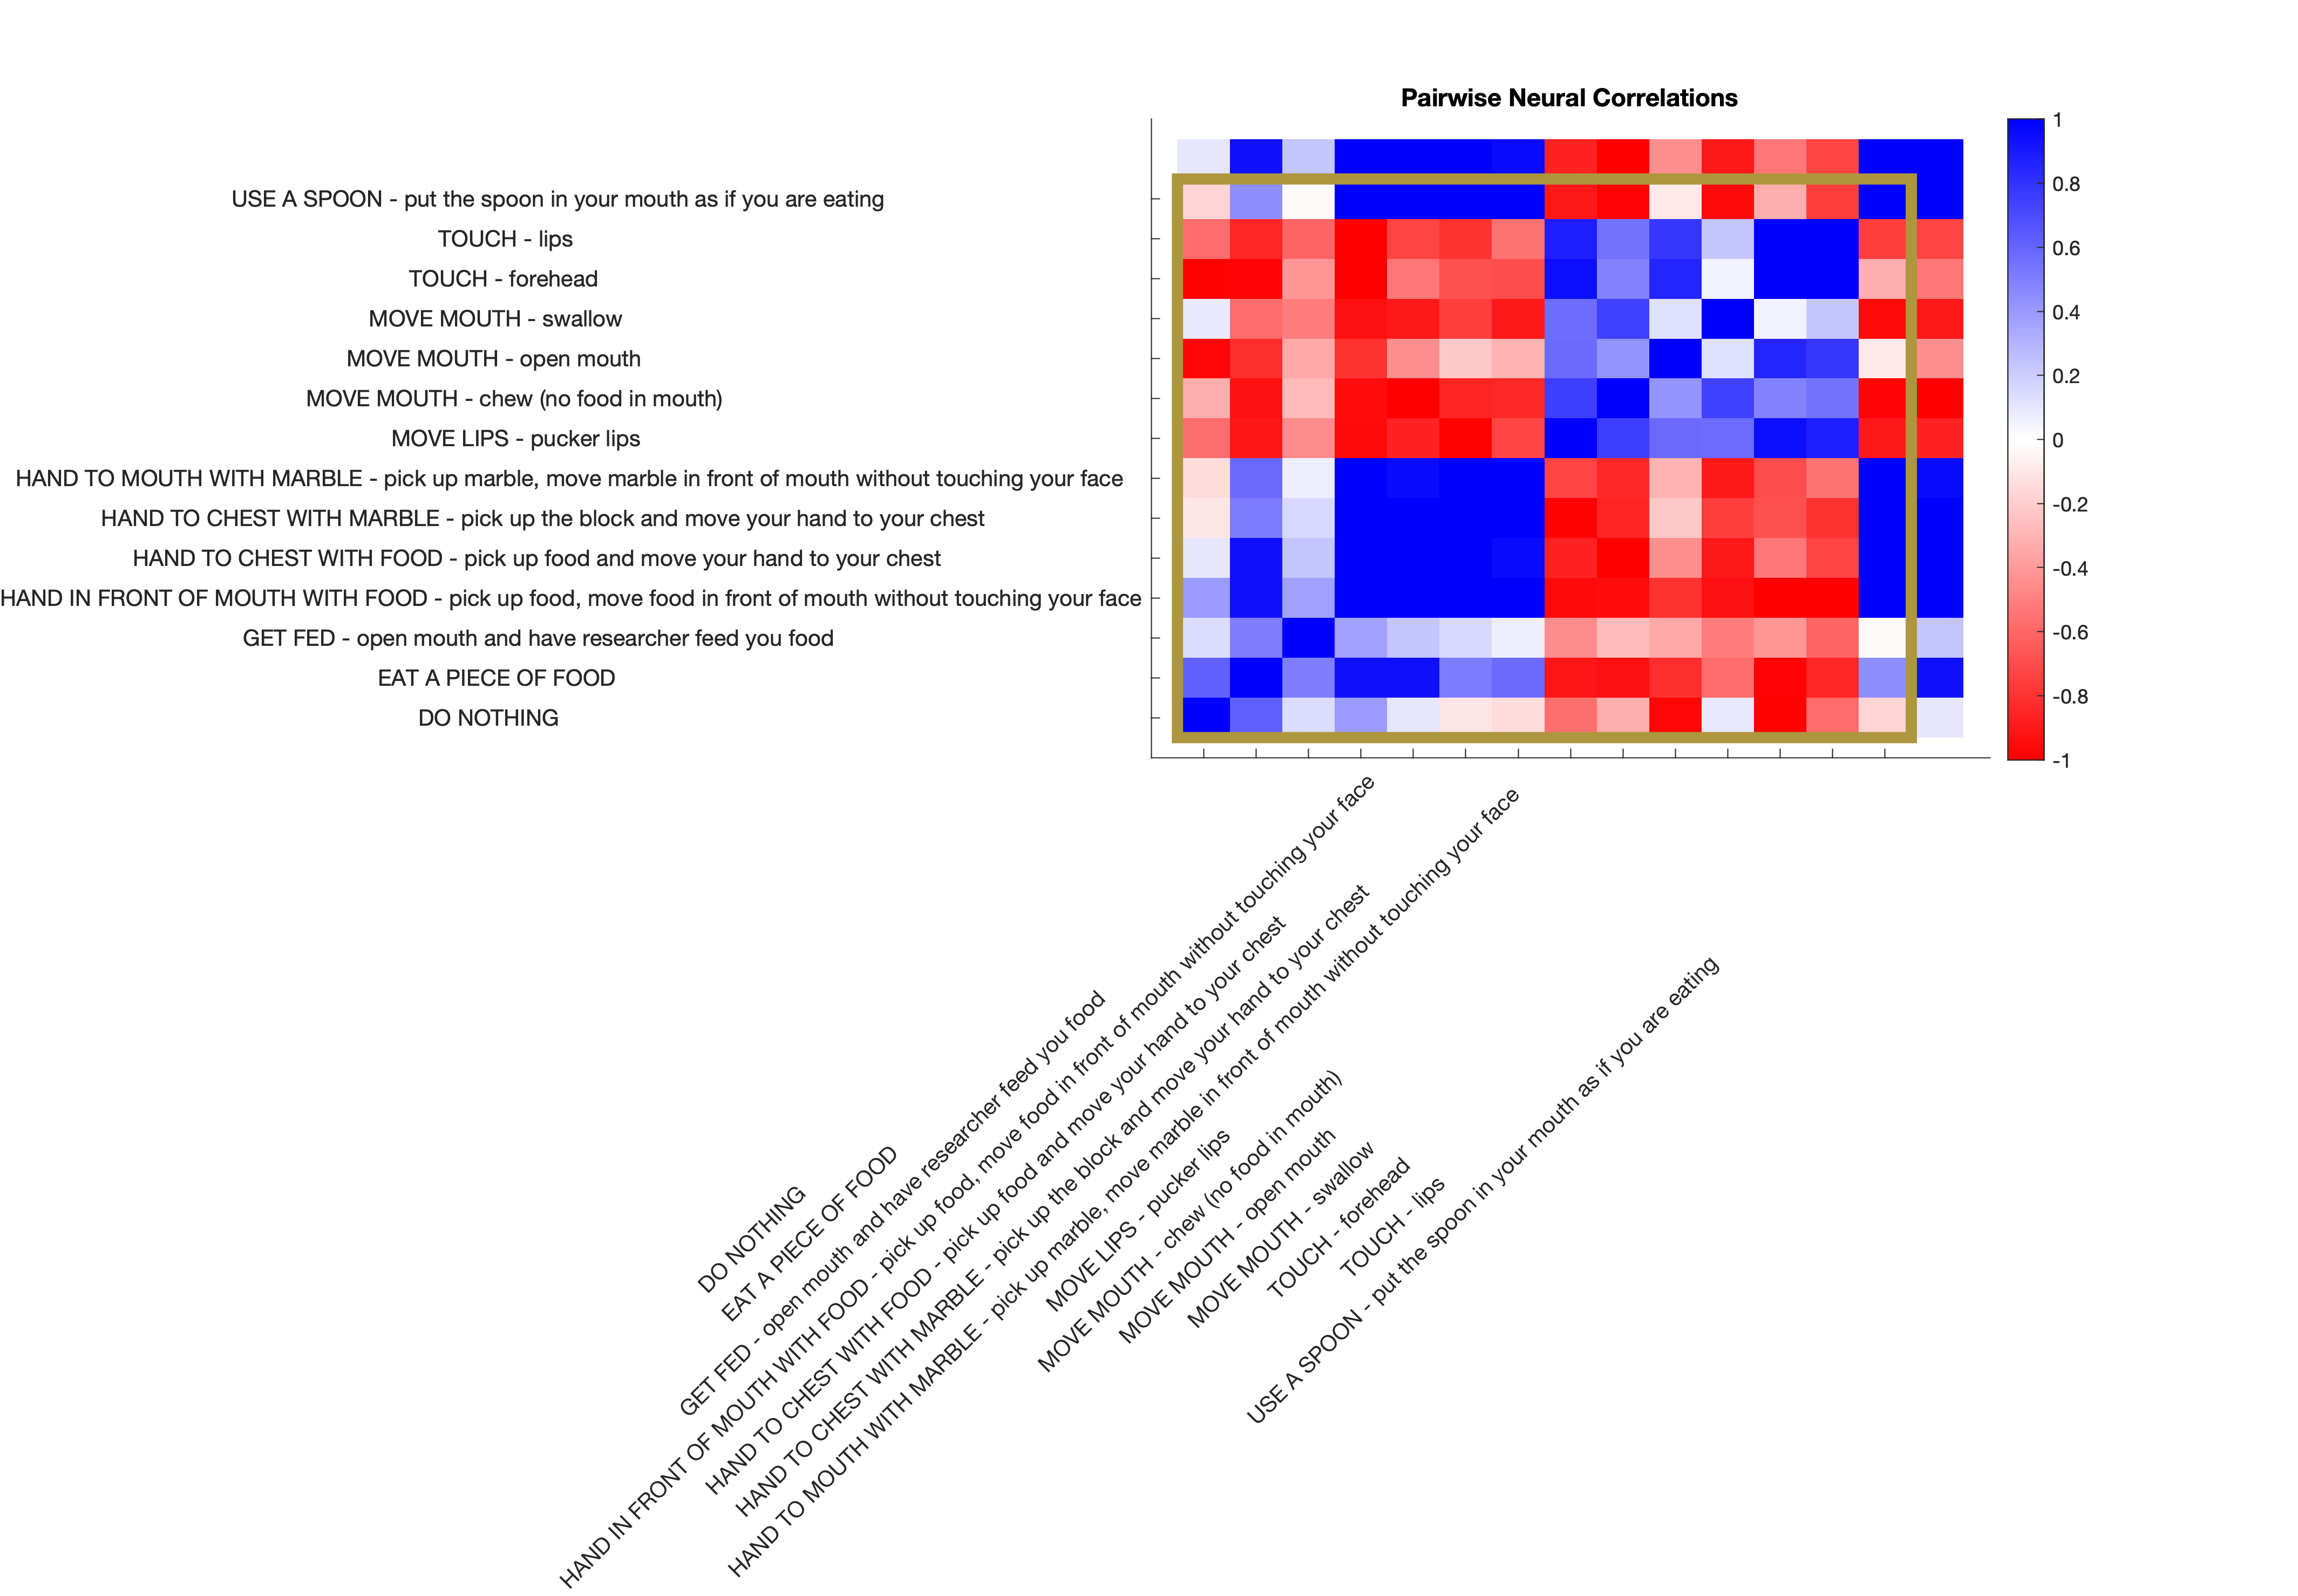 Pairwise Neural Correlations
USE A SPOON - put the spoon in your mouth as if you are eating
TOUCH - lips
TOUCH - forehead
MOVE MOUTH - swallow
MOVE MOUTH - open mouth
MOVE MOUTH - chew (no food in mouth)
MOVE LIPS - pucker lips
HAND TO MOUTH WITH MARBLE - pick up marble, move marble in front of mouth without touching your face
HAND TO CHEST WITH MARBLE - pick up the block and move your hand to your chest
HAND TO CHEST WITH FOOD - pick up food and move your hand to your chest
HAND IN FRONT OF MOUTH WITH FOOD - pick up food, move food in front of mouth without touching your face
GET FED - open mouth and have researcher feed you food
EAT A PIECE OF FOOD
DO NOTHING
1
0.8
0.6
0.4
0.2
0
-0.2
-0.4
-0.6
-0.8
-1
DO NOTHING
EAT A PIECE OF FOOD
GET FED - open mouth and have researcher feed you food
HAND IN FRONT OF MOUTH WITH FOOD - pick up food, move food in front of mouth without touching your face
HAND TO CHEST WITH FOOD - pick up food and move your hand to your chest
HAND TO CHEST WITH MARBLE - pick up the block and move your hand to your chest
HAND TO MOUTH WITH MARBLE - pick up marble, move marble in front of mouth without touching your face
MOVE LIPS - pucker lips
MOVE MOUTH - chew (no food in mouth)
MOVE MOUTH - open mouth
MOVE MOUTH - swallow
TOUCH - forehead
TOUCH - lips
USE A SPOON - put the spoon in your mouth as if you are eating